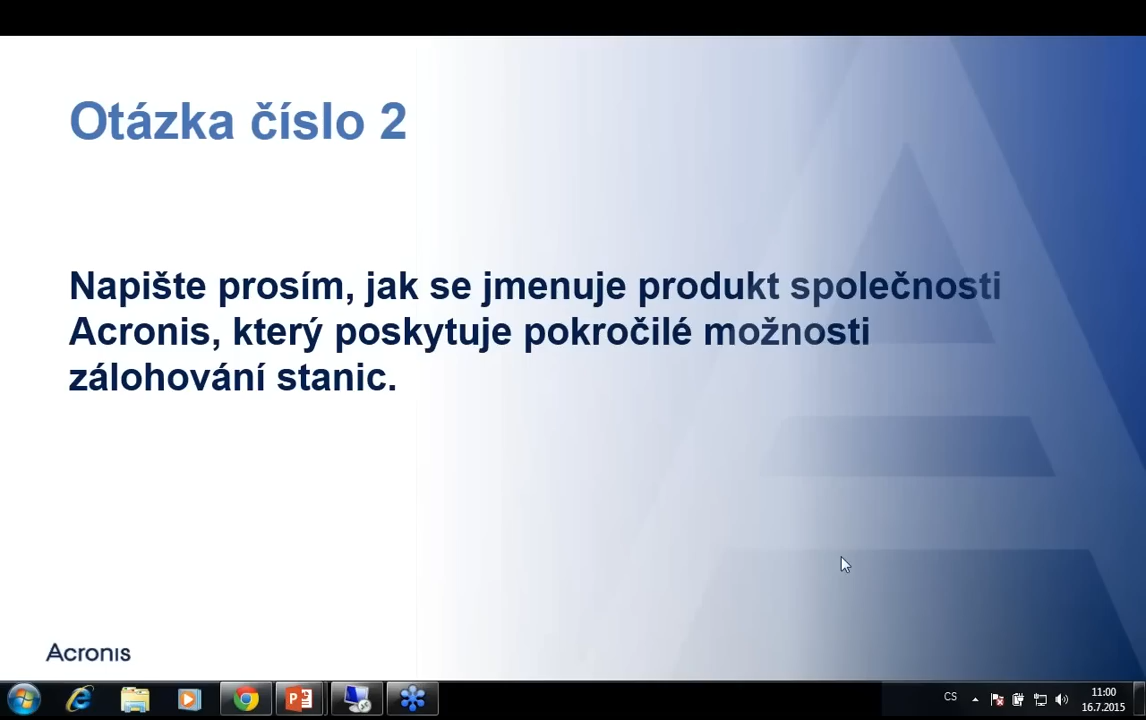 Otázka číslo 2
Napište prosím, jak se jmenuje produkt společnosti
Acronis, který poskytuje pokročilé možnosti
zálohování stanic.
Acronis
CS
11:00
16.7.2015